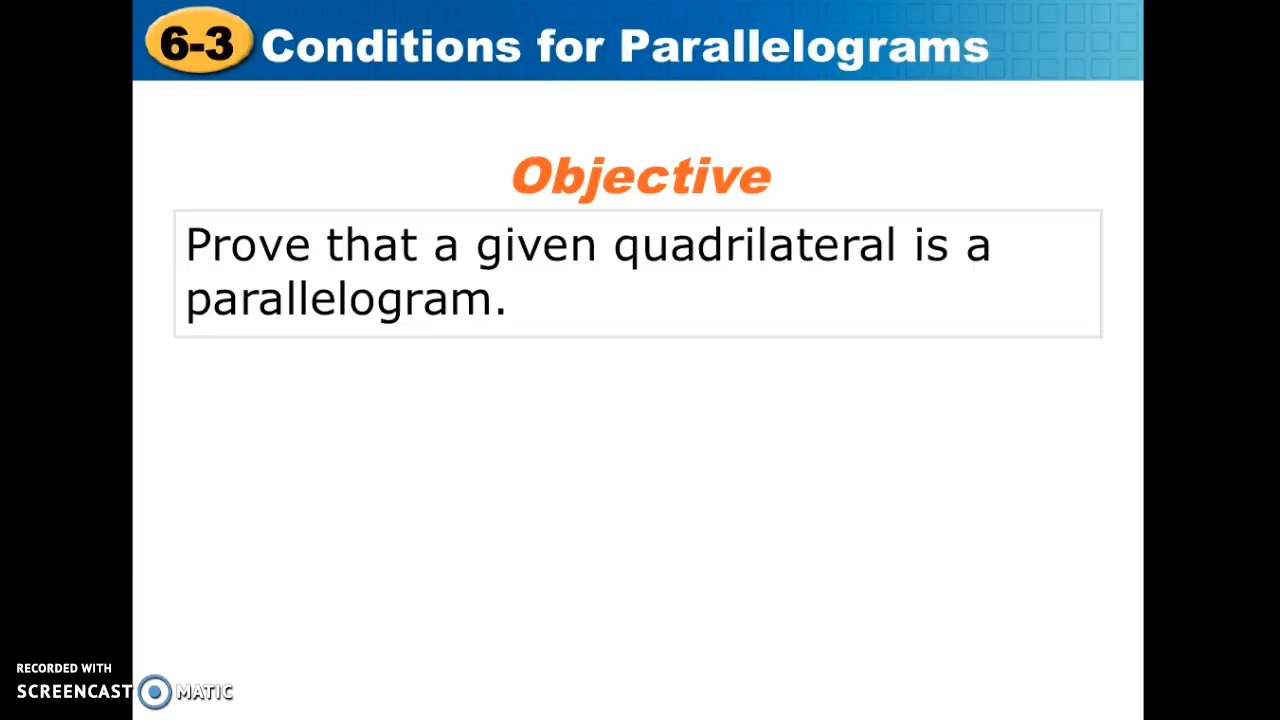 6-3 Conditions for Parallelograms
Objective
Prove that a given quadrilateral is a
parallelogram.
RECORDED WITH
SCREENCAST MATIC